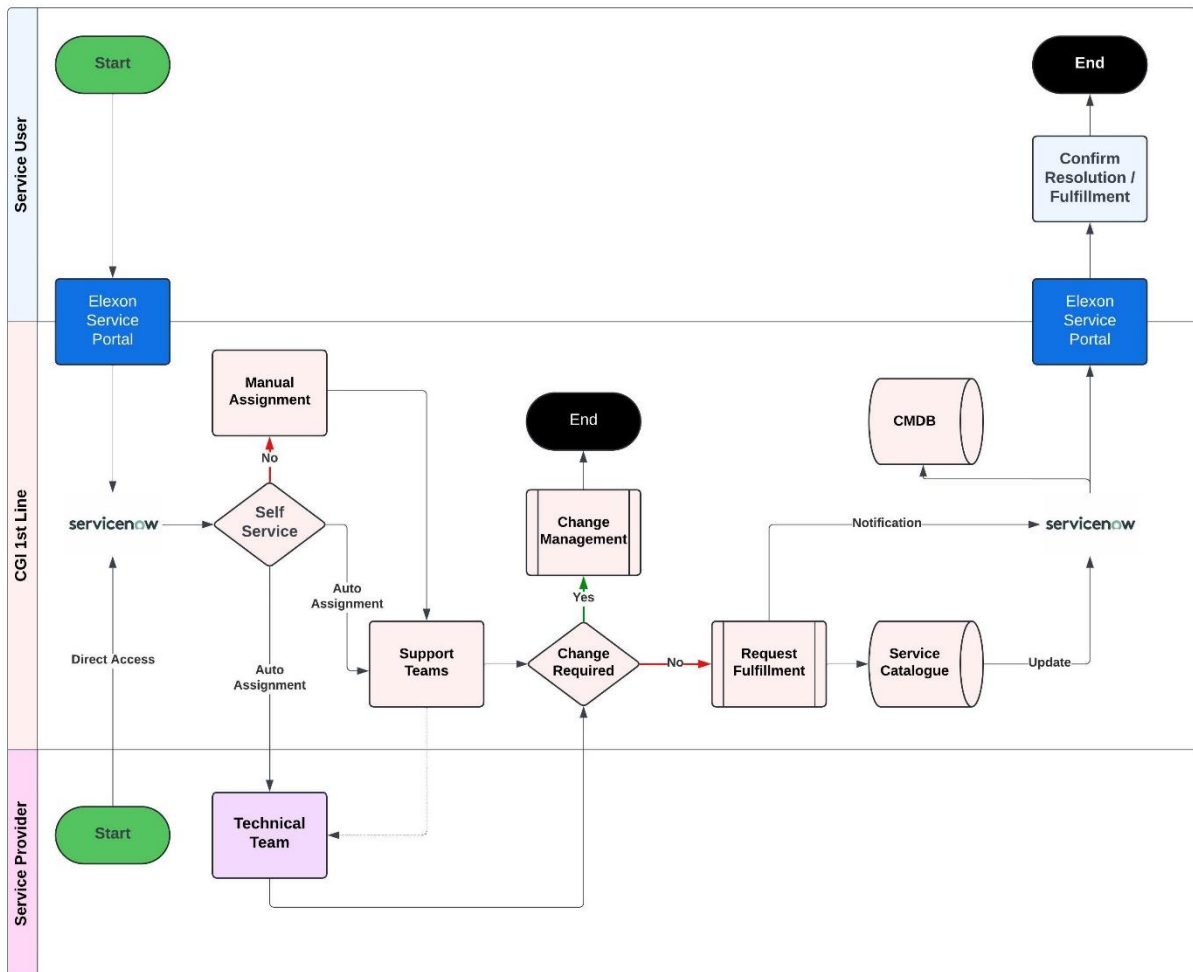 Service User
Start
End
Confirm
Resolution /
Fulfillment
Elexon
Service
Portal
Elexon
Service
Portal
CGI 1st Line
Manual
Assignment
No
servicenow
Self
Service
Auto
Assignment
Auto
Assignment
Direct Access
Support
Teams
End
Change
Management
Yes
Change
Required
No
Request
Fulfillment
Notification
CMDB
servicenow
Service
Catalogue
Update
Service Provider
Start
Technical
Team